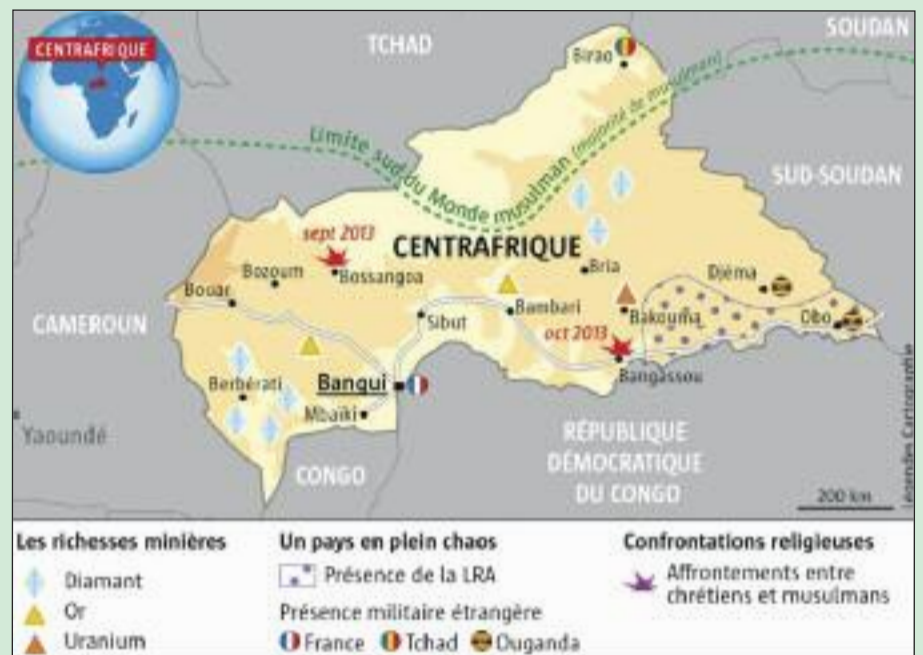 CENTRAFRIQUE
TCHAD
SOUDAN
Birao
Limite sud du Monde musulman (majorité de musulman)
SUD-SOUDAN
sept 2013
CENTRAFRIQUE
Bozoum
Bossangoa
Bria
Djéma
Bouar
CAMEROUN
Sibut
Bambari
Bakouma
Obo
oct 2013
Berbérati
Bangui
Bangassou
Mbaïki
Yaoundé
CONGO
RÉPUBLIQUE
DÉMOCRATIQUE
DU CONGO
200 km
Légendes Cartographie
Les richesses minières
Diamant
Or
Uranium
Un pays en plein chaos
Présence de la LRA
Présence militaire étrangère
France Tchad Ouganda
Confrontations religieuses
Affrontements entre
chrétiens et musulmans